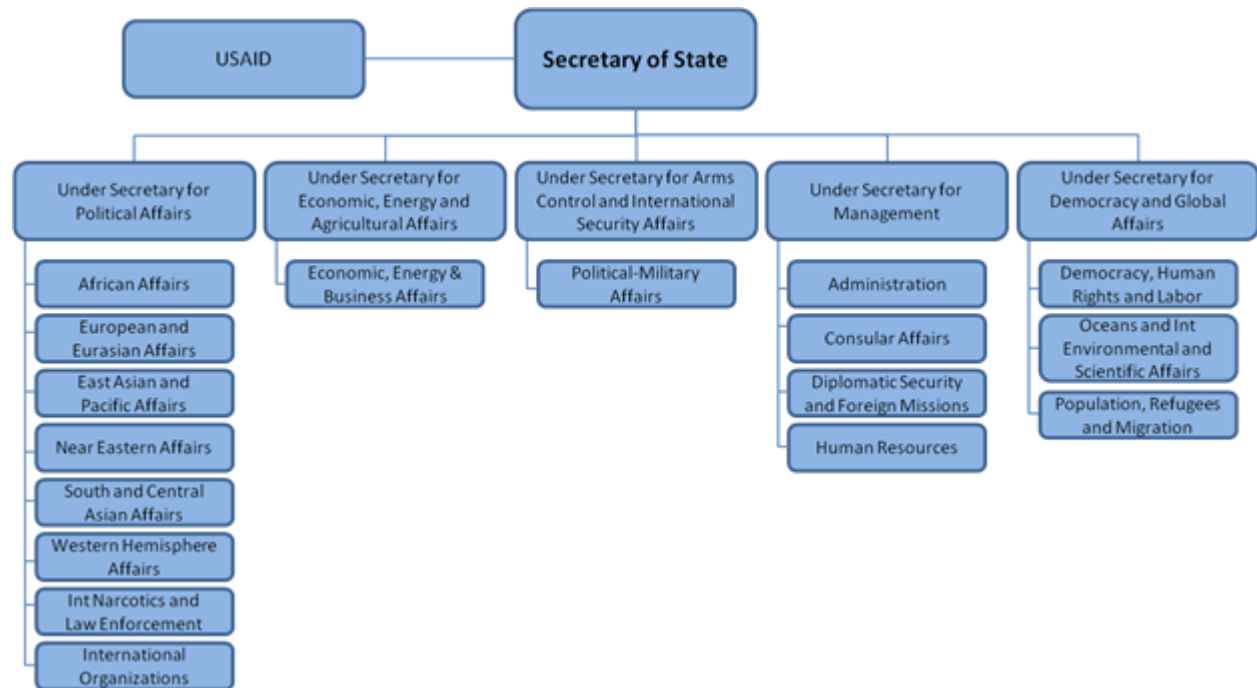 USAID
Secretary of State
Under Secretary for
Political Affairs
Under Secretary for
Economic, Energy and
Agricultural Affairs
Under Secretary for Arms
Control and International
Security Affairs
Under Secretary for
Management
Under Secretary for
Democracy and Global
Affairs
African Affairs
European and
Eurasian Affairs
East Asian and
Pacific Affairs
Near Eastern Affairs
South and Central
Asian Affairs
Western Hemisphere
Affairs
Int Narcotics and
Law Enforcement
International
Organizations
Economic, Energy &
Business Affairs
Political-Military
Affairs
Administration
Consular Affairs
Diplomatic Security
and Foreign Missions
Human Resources
Democracy, Human
Rights and Labor
Oceans and Int
Environmental and
Scientific Affairs
Population, Refugees
and Migration